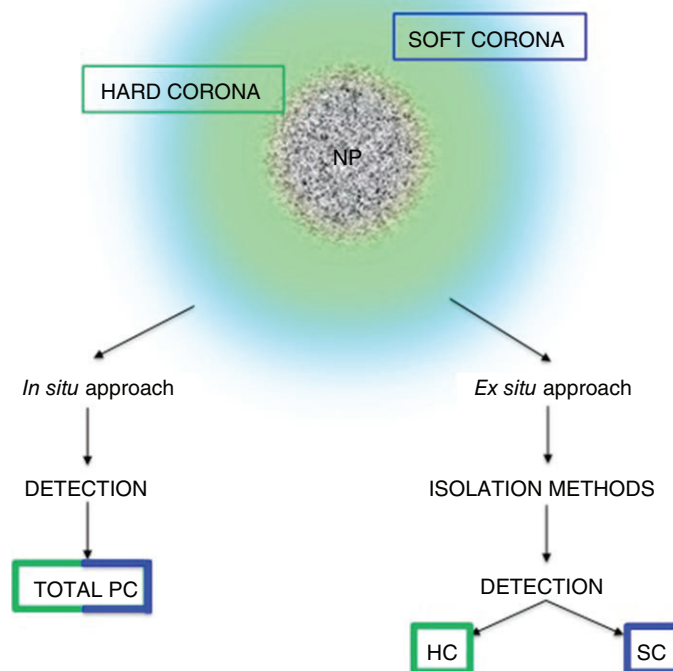 SOFT CORONA
HARD CORONA
NP
In situ approach
Ex situ approach
DETECTION
ISOLATION METHODS
TOTAL PC
DETECTION
HC
SC